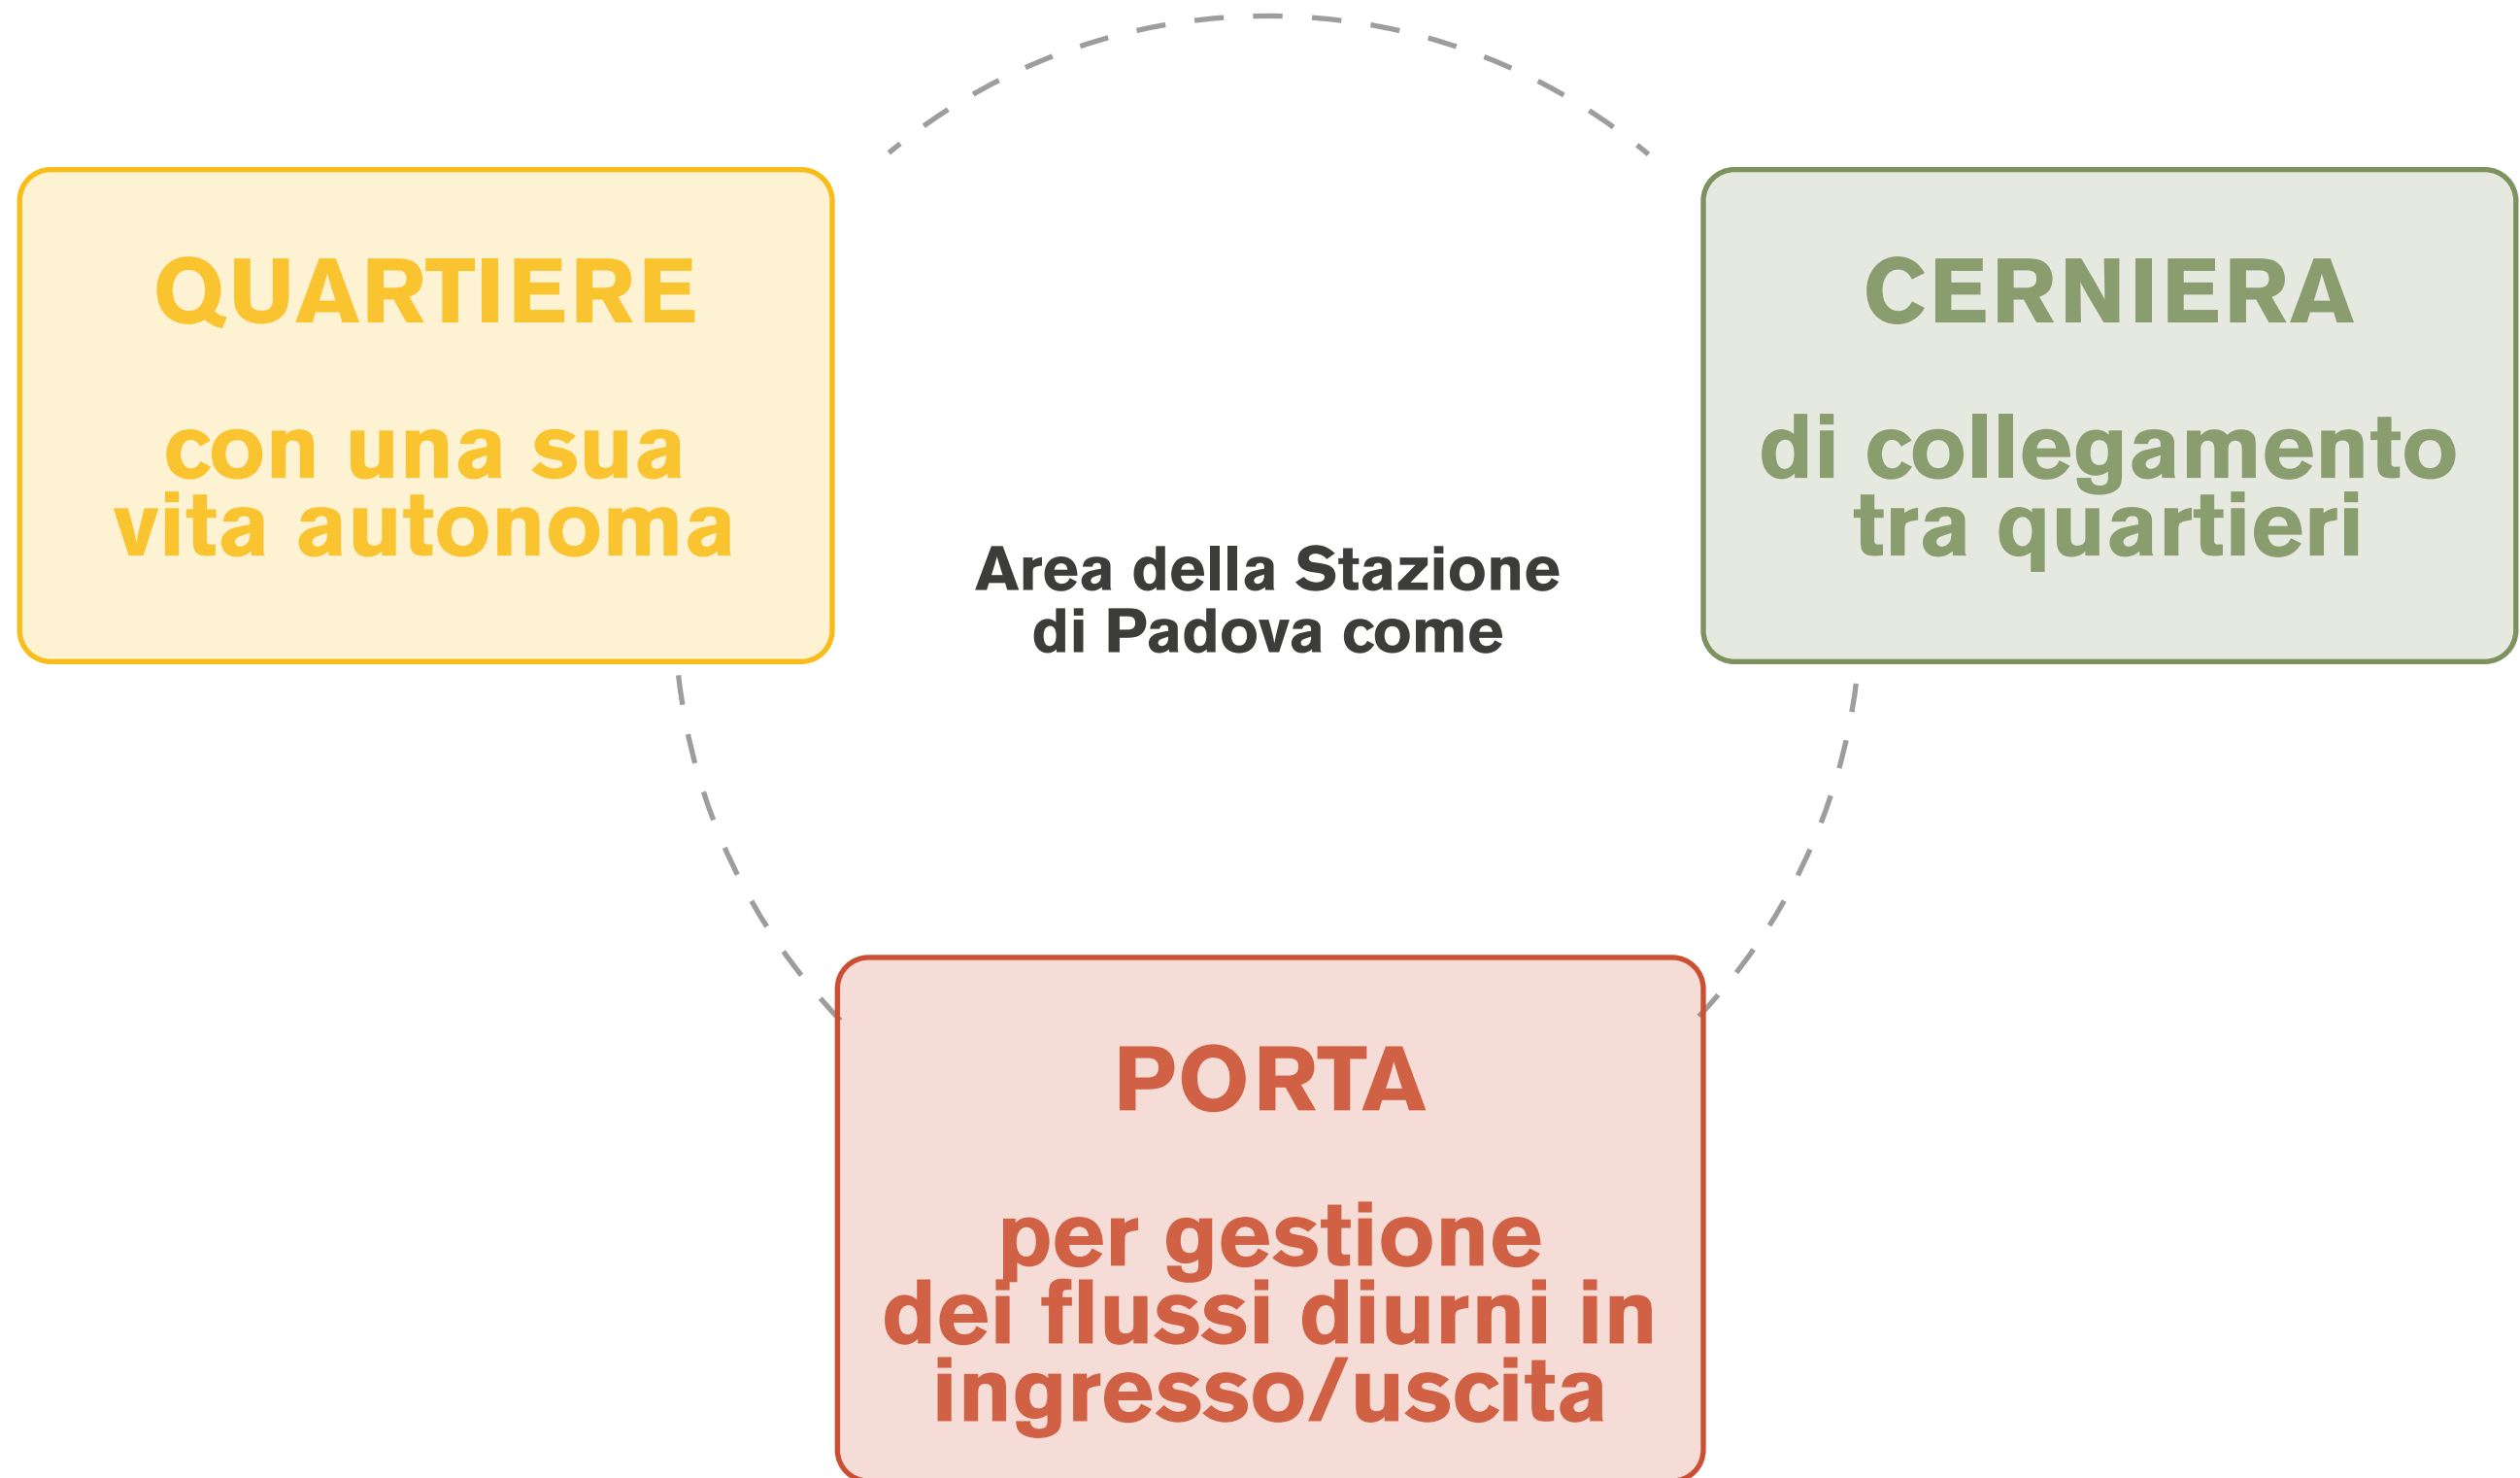 QUARTIERE
con una sua
vita autonoma
CERNIERA
di collegamento
tra quartieri
Area della Stazione
di Padova come
PORTA
per gestione
dei flussi diurni in
ingresso/uscita